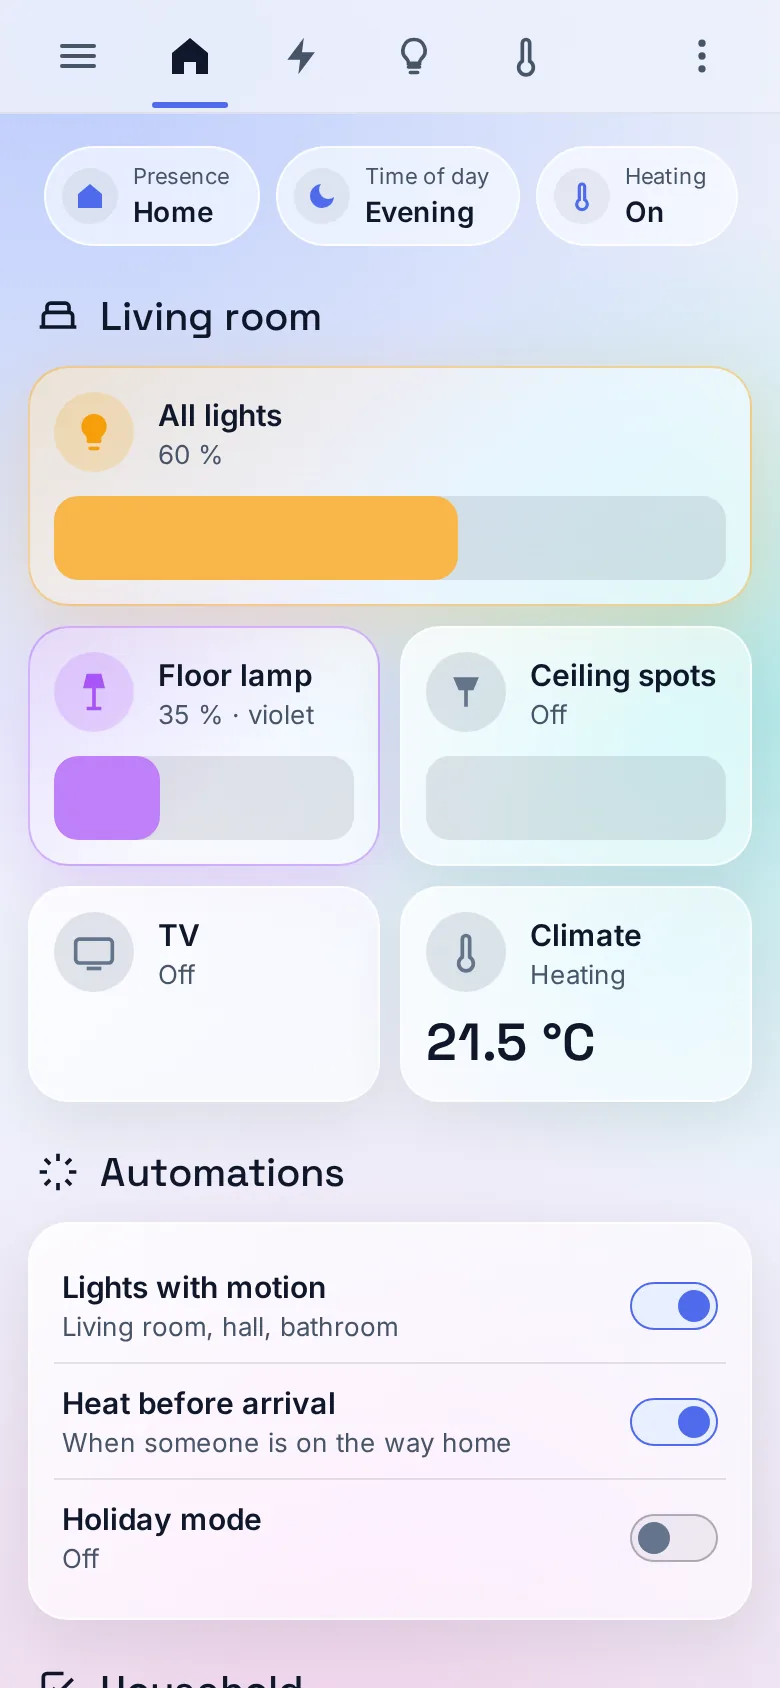 Presence
Home
Time of day
Evening
Heating
On
Living room
All lights
60 %
Floor lamp
35 % · violet
Ceiling spots
Off
TV
Off
Climate
Heating
21.5 °C
Automations
Lights with motion
Living room, hall, bathroom
Heat before arrival
When someone is on the way home
Holiday mode
Off
Household